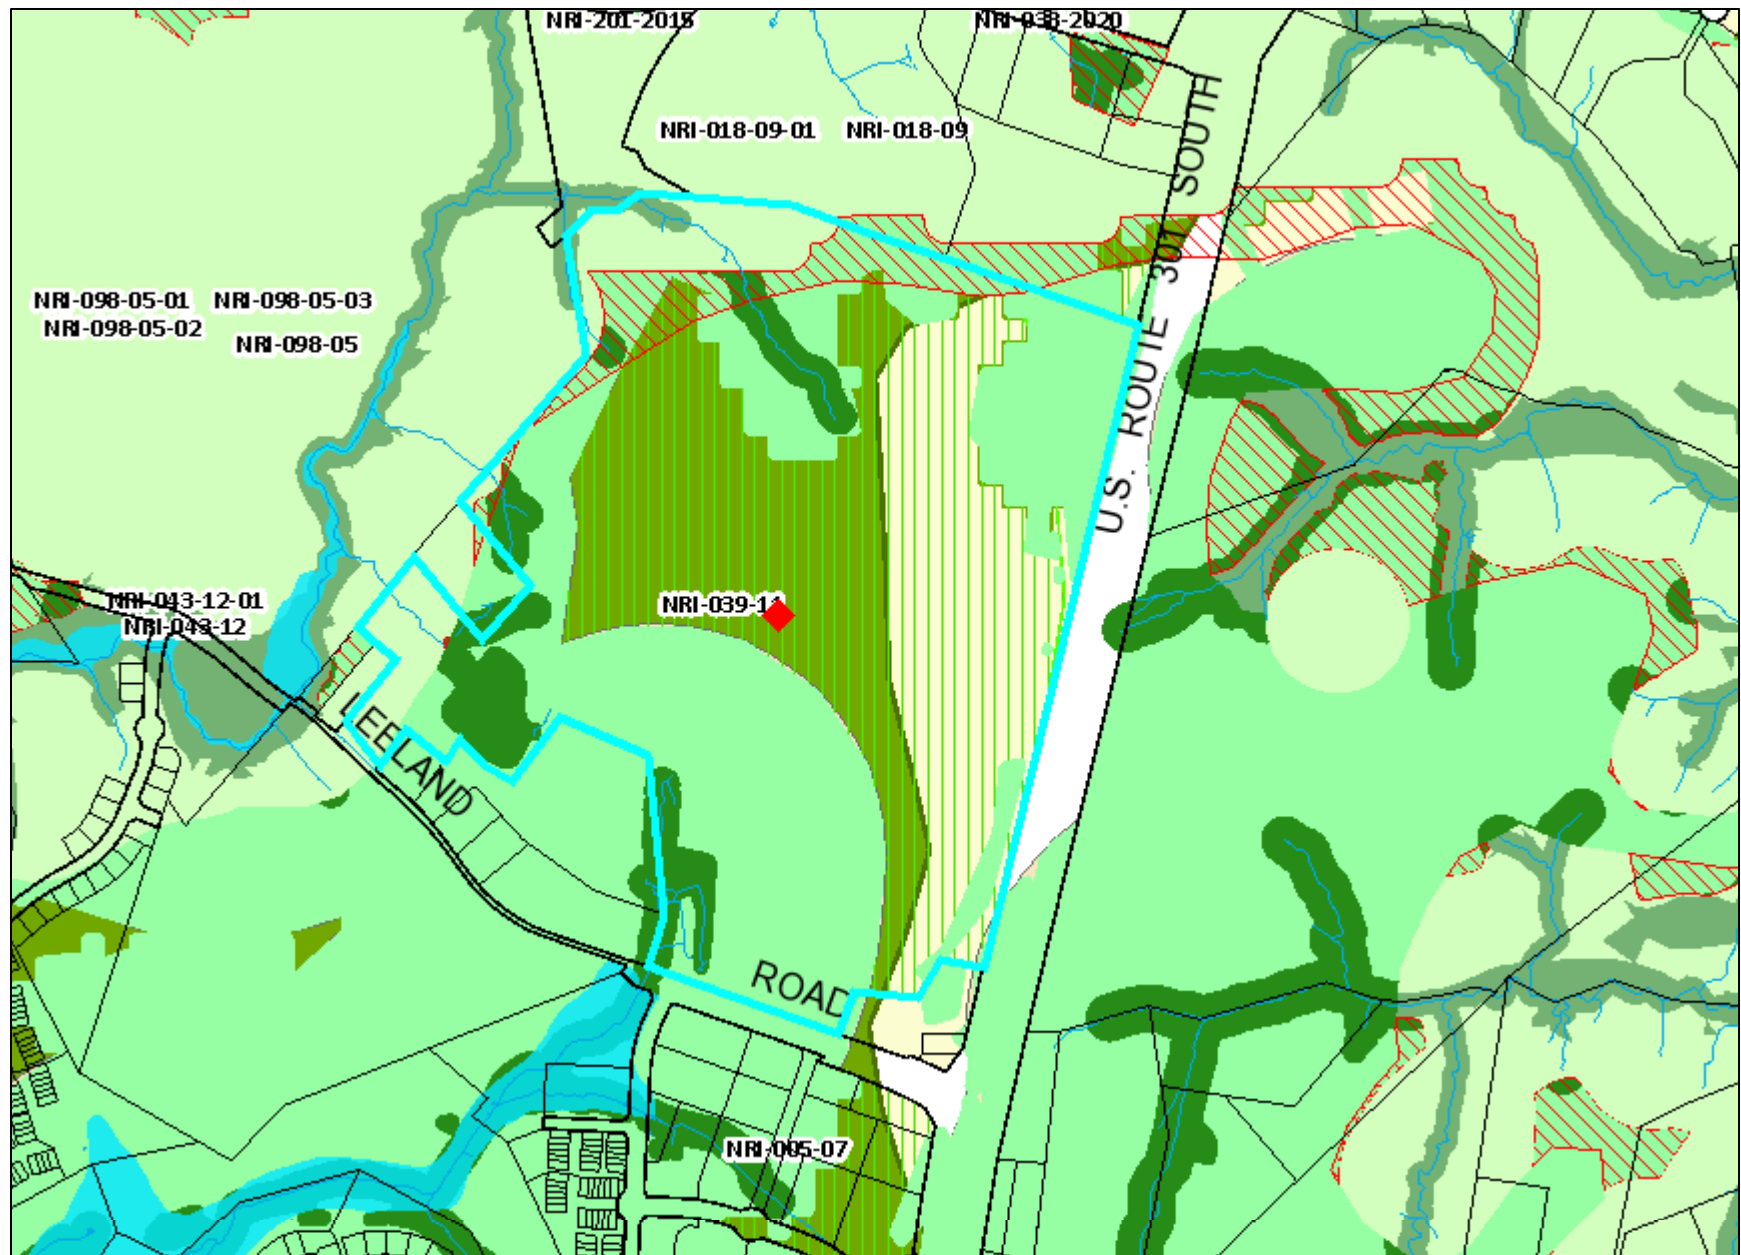 NRI-201-2015
NRI-038-2020
NRI-018-09-01 NRI-018-09
NRI-098-05-01 NRI-098-05-03
NRI-098-05-02
NRI-098-05
U.S. ROUTE 301 SOUTH
NRI-043-12-01
NRI-043-12
LEELAND
ROAD
NRI-005-07